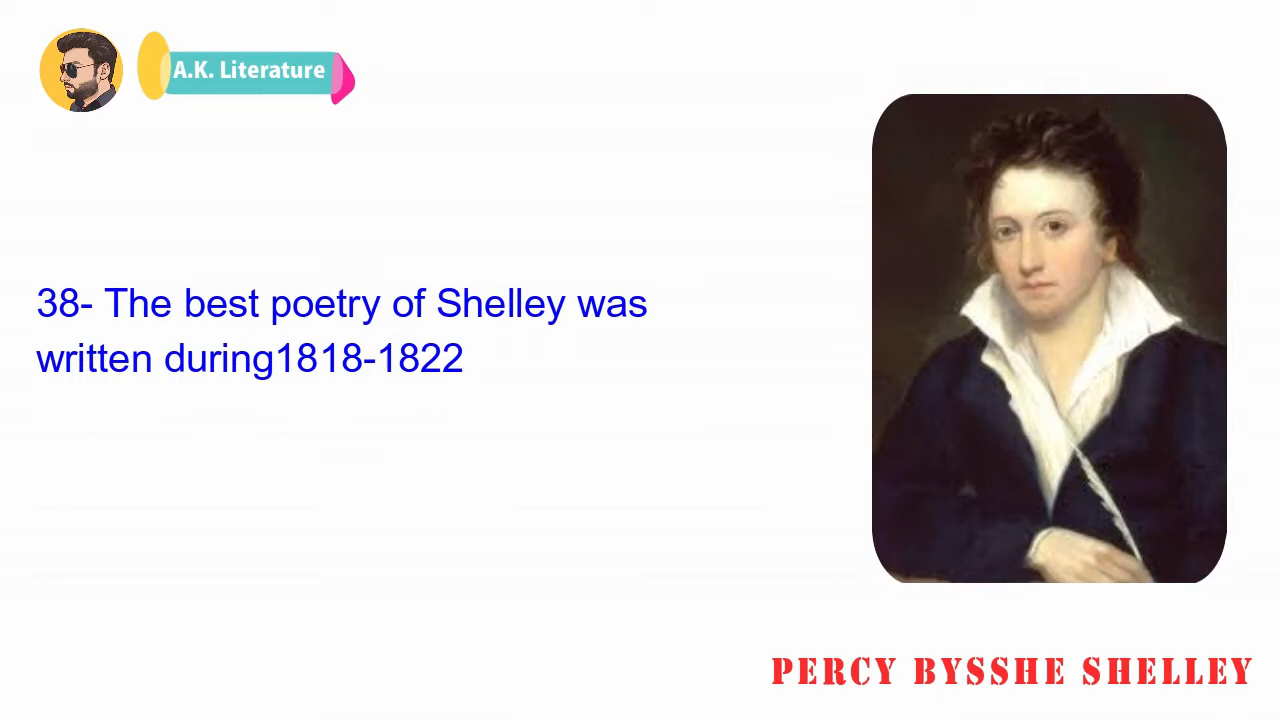 A.K. Literature
38- The best poetry of Shelley was
written during1818-1822
PERCY BYSSHE SHELLEY